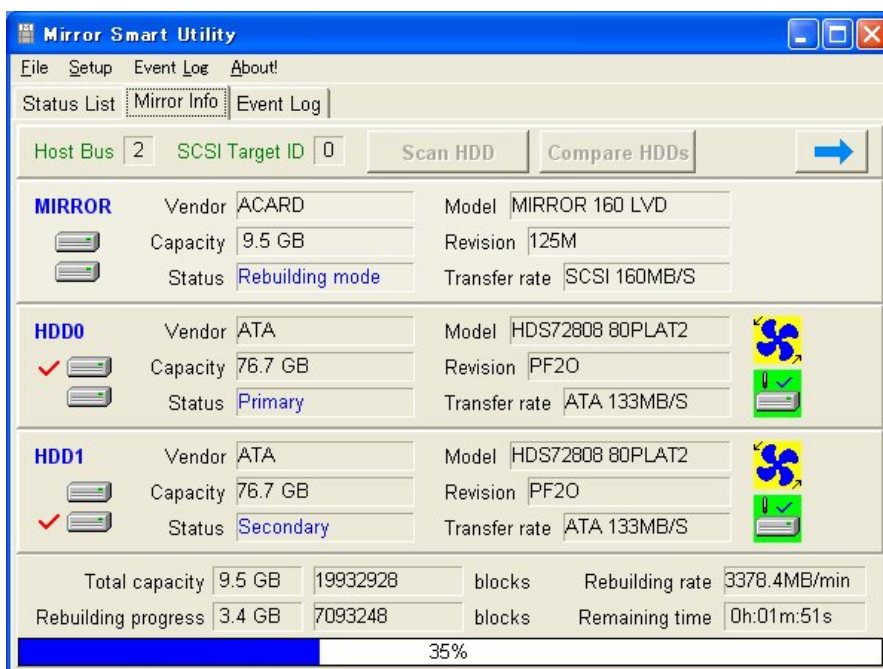 Mirror Smart Utility
File Setup Event Log About!
Status List Mirror Info Event Log
Host Bus 2 SCSI Target ID 0 Scan HDD Compare HDDs
MIRROR Vendor ACARD Model MIRROR 160 LVD
Capacity 9.5 GB Revision 125M
Status Rebuilding mode Transfer rate SCSI 160MB/S
HDD0 Vendor ATA Model HDS72808 80PLAT2
Capacity 76.7 GB Revision PF2O
Status Primary Transfer rate ATA 133MB/S
HDD1 Vendor ATA Model HDS72808 80PLAT2
Capacity 76.7 GB Revision PF2O
Status Secondary Transfer rate ATA 133MB/S
Total capacity 9.5 GB 19932928 blocks Rebuilding rate 3378.4MB/min
Rebuilding progress 3.4 GB 7093248 blocks Remaining time 0h:01m:51s
35%